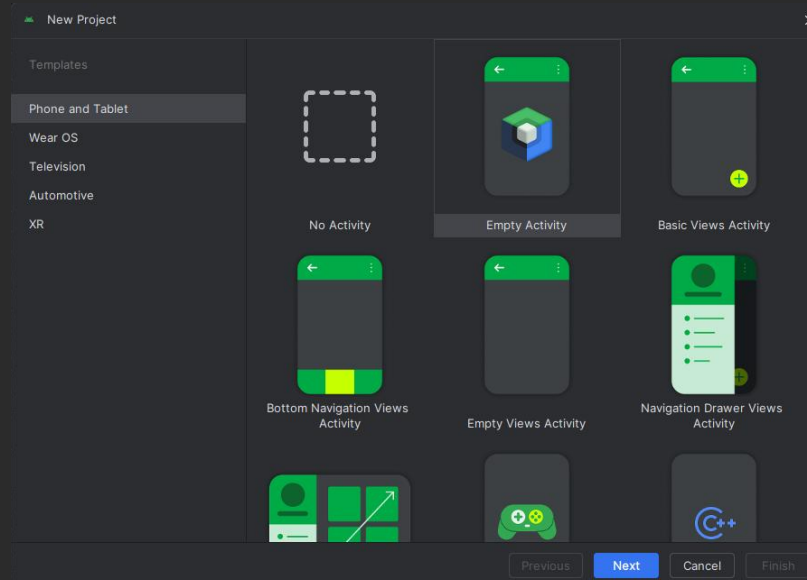 New Project
Templates
Phone and Tablet
Wear OS
Television
Automotive
XR
No Activity
Empty Activity
Basic Views Activity
Bottom Navigation Views
Activity
Empty Views Activity
Navigation Drawer Views
Activity
C++
Previous
Next
Cancel
Finish